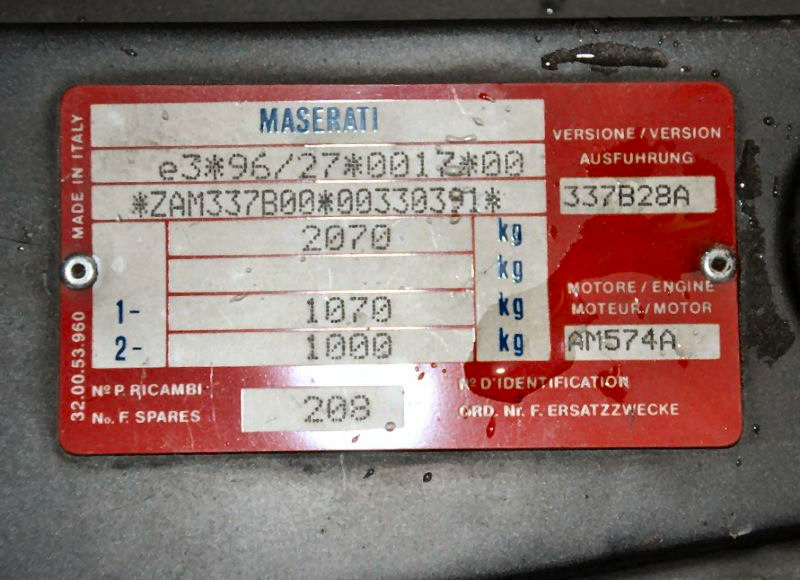 MADE IN ITALY
32.00.53.960
MASERATI
e3*96/27*0017*00
*ZAM337B00*00330391*
2070 kg
kg
1- 1070 kg
2- 1000 kg
Nº P. RICAMBI
No. F. SPARES
208
Nº D'IDENTIFICATION
ORD. Nr. F. ERSATZZWECKE
VERSIONE / VERSION
AUSFUHRUNG
337B28A
MOTORE / ENGINE
MOTEUR / MOTOR
AM574A